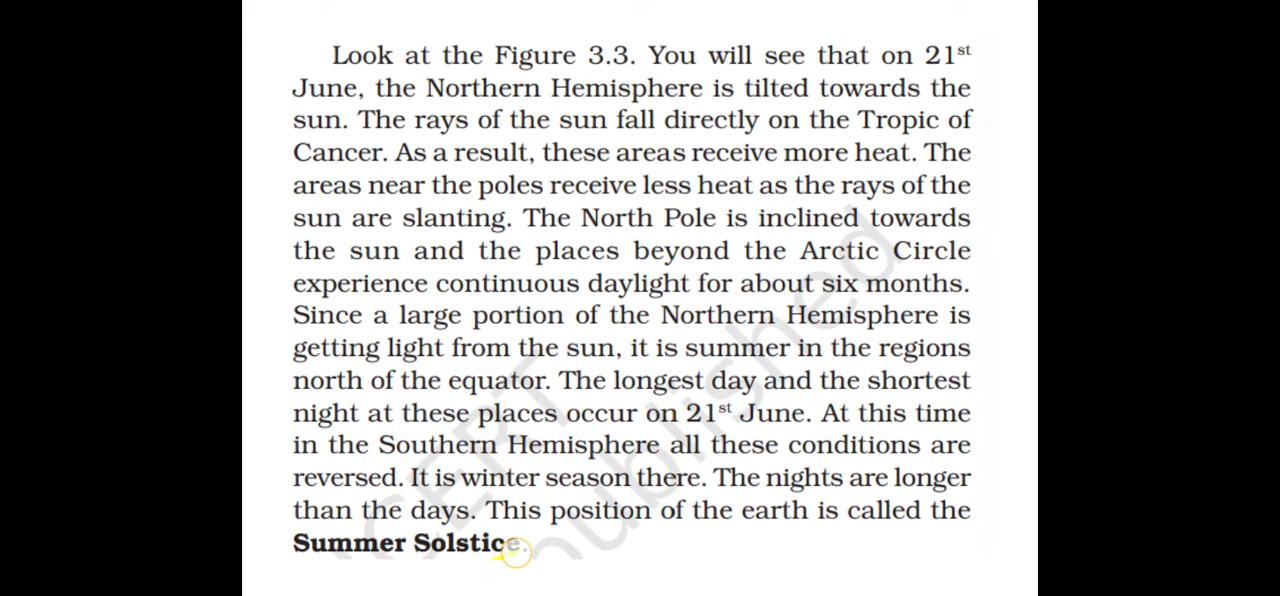 Look at the Figure 3.3. You will see that on 21st
June, the Northern Hemisphere is tilted towards the
sun. The rays of the sun fall directly on the Tropic of
Cancer. As a result, these areas receive more heat. The
areas near the poles receive less heat as the rays of the
sun are slanting. The North Pole is inclined towards
the sun and the places beyond the Arctic Circle
experience continuous daylight for about six months.
Since a large portion of the Northern Hemisphere is
getting light from the sun, it is summer in the regions
north of the equator. The longest day and the shortest
night at these places occur on 21st June. At this time
in the Southern Hemisphere all these conditions are
reversed. It is winter season there. The nights are longer
than the days. This position of the earth is called the
Summer Solstice.